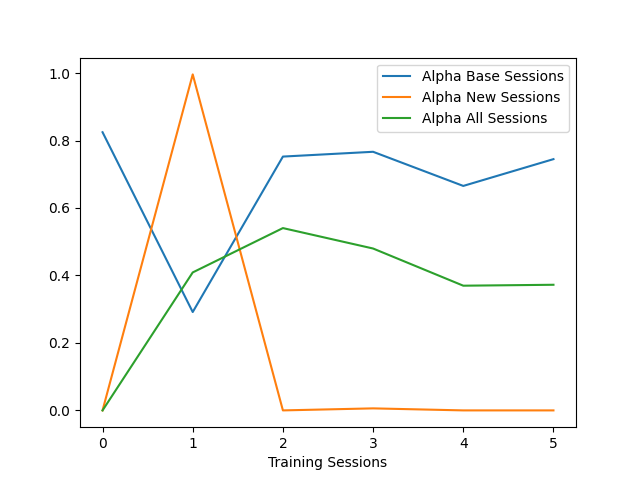 1.0
0.8
0.6
0.4
0.2
0.0
Alpha Base Sessions
Alpha New Sessions
Alpha All Sessions
0 1 2 3 4 5
Training Sessions